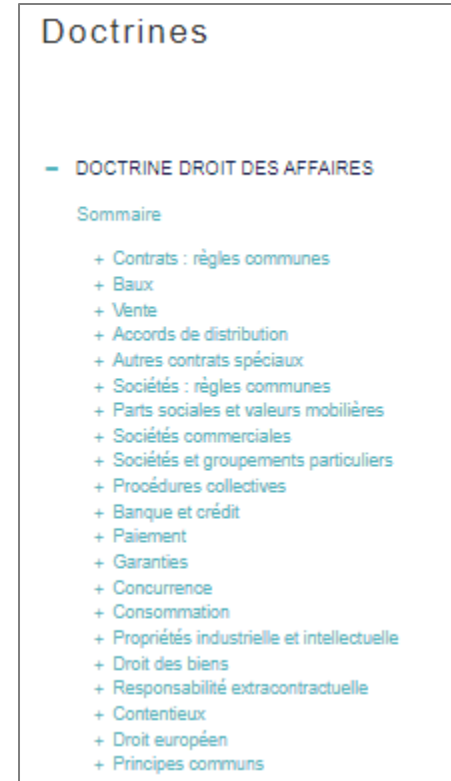 Doctrines
− DOCTRINE DROIT DES AFFAIRES
Sommaire
+ Contrats : règles communes
+ Baux
+ Vente
+ Accords de distribution
+ Autres contrats spéciaux
+ Sociétés : règles communes
+ Parts sociales et valeurs mobilières
+ Sociétés commerciales
+ Sociétés et groupements particuliers
+ Procédures collectives
+ Banque et crédit
+ Paiement
+ Garanties
+ Concurrence
+ Consommation
+ Propriétés industrielle et intellectuelle
+ Droit des biens
+ Responsabilité extracontractuelle
+ Contentieux
+ Droit européen
+ Principes communs